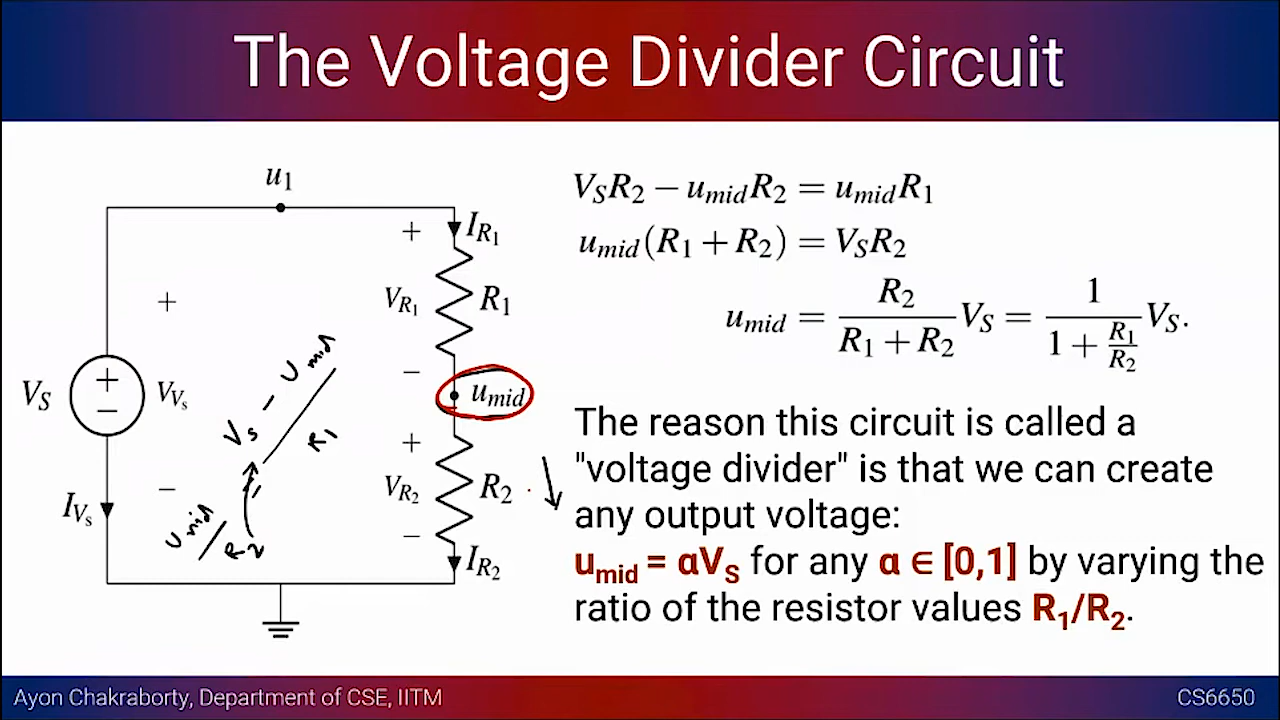 The Voltage Divider Circuit
u1
+
IR1
VR1
R1
−
+
VS
+
−
VVs
−
IVs
umid
+
VR2
R2
−
IR2
Vs − Umid
R1
Umid/R2
VSR2 − umidR2 = umidR1
umid(R1 + R2) = VSR2
umid = R2/(R1 + R2) VS = 1/(1 + R1/R2) VS.
The reason this circuit is called a
"voltage divider" is that we can create
any output voltage:
umid = αVS for any α ∈ [0,1] by varying the
ratio of the resistor values R1/R2.
Ayon Chakraborty, Department of CSE, IITM
CS6650